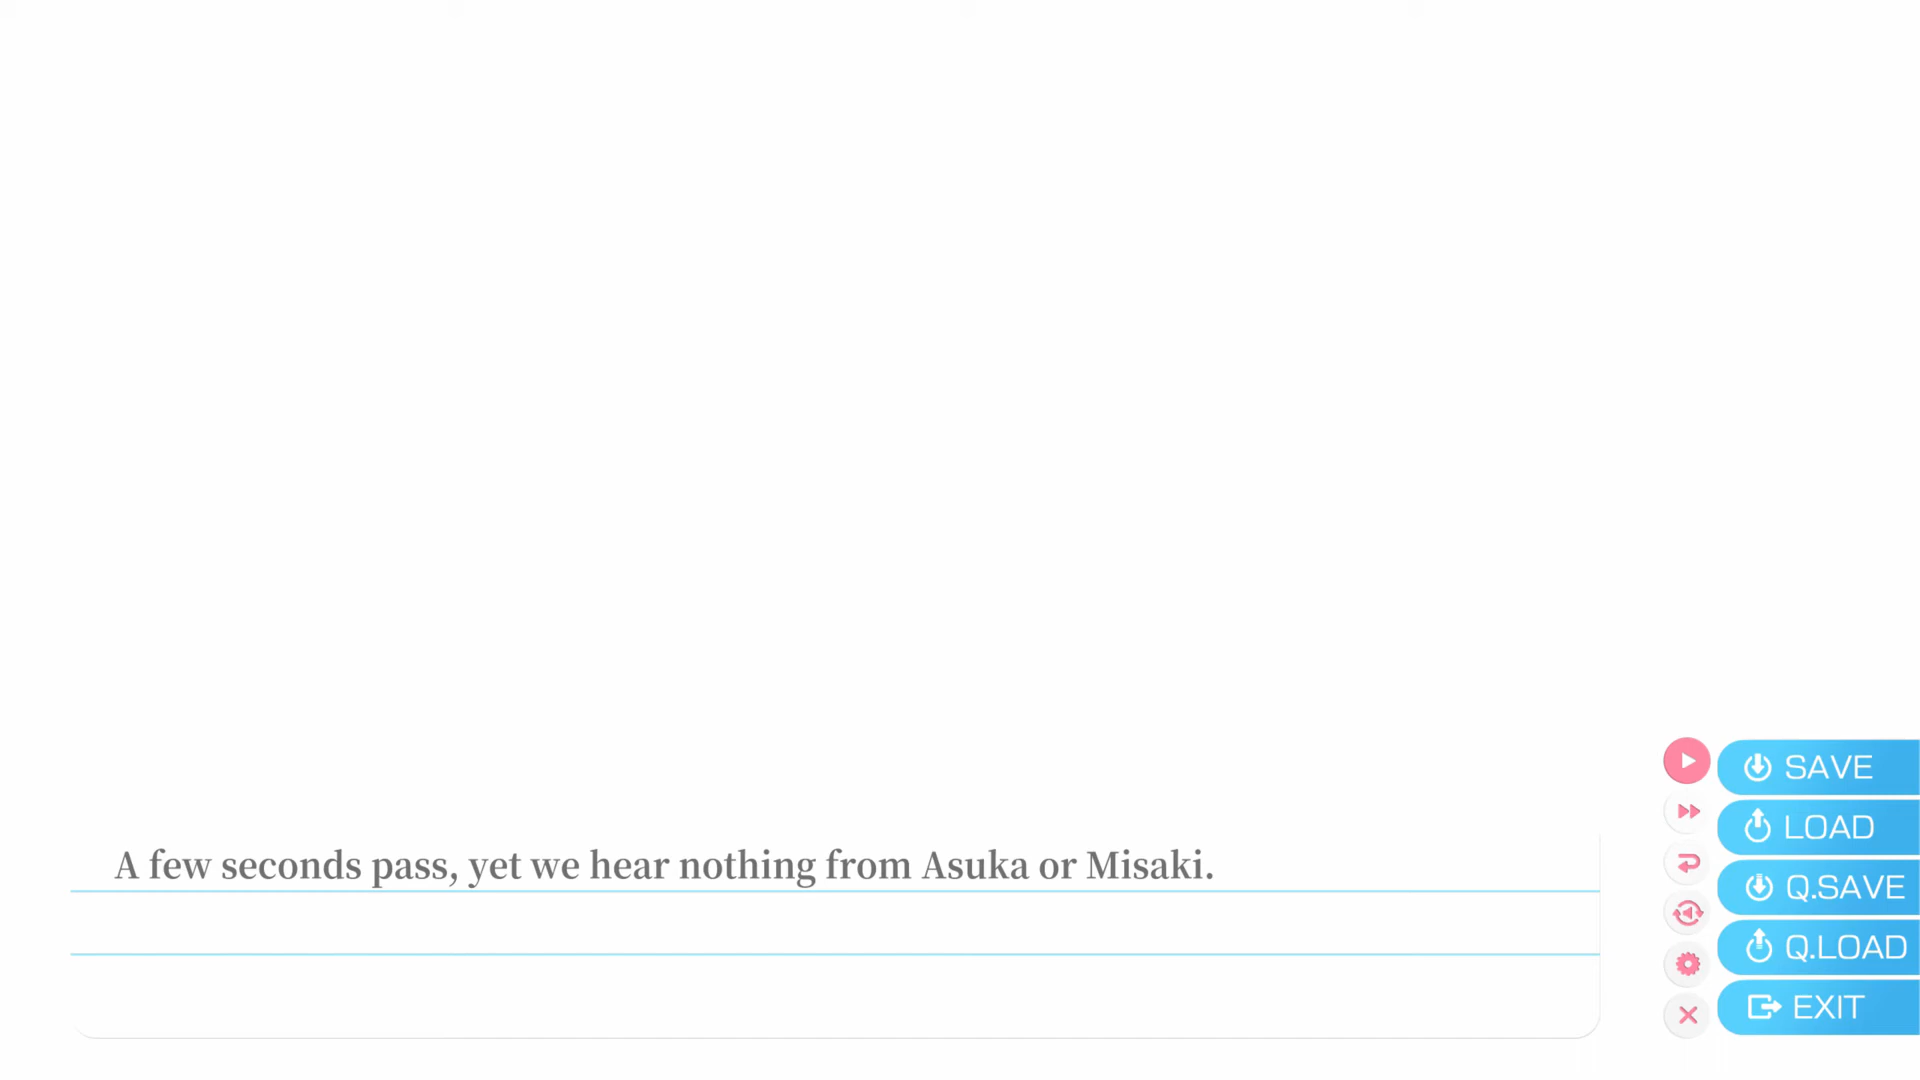 A few seconds pass, yet we hear nothing from Asuka or Misaki.
SAVE
LOAD
Q.SAVE
Q.LOAD
EXIT